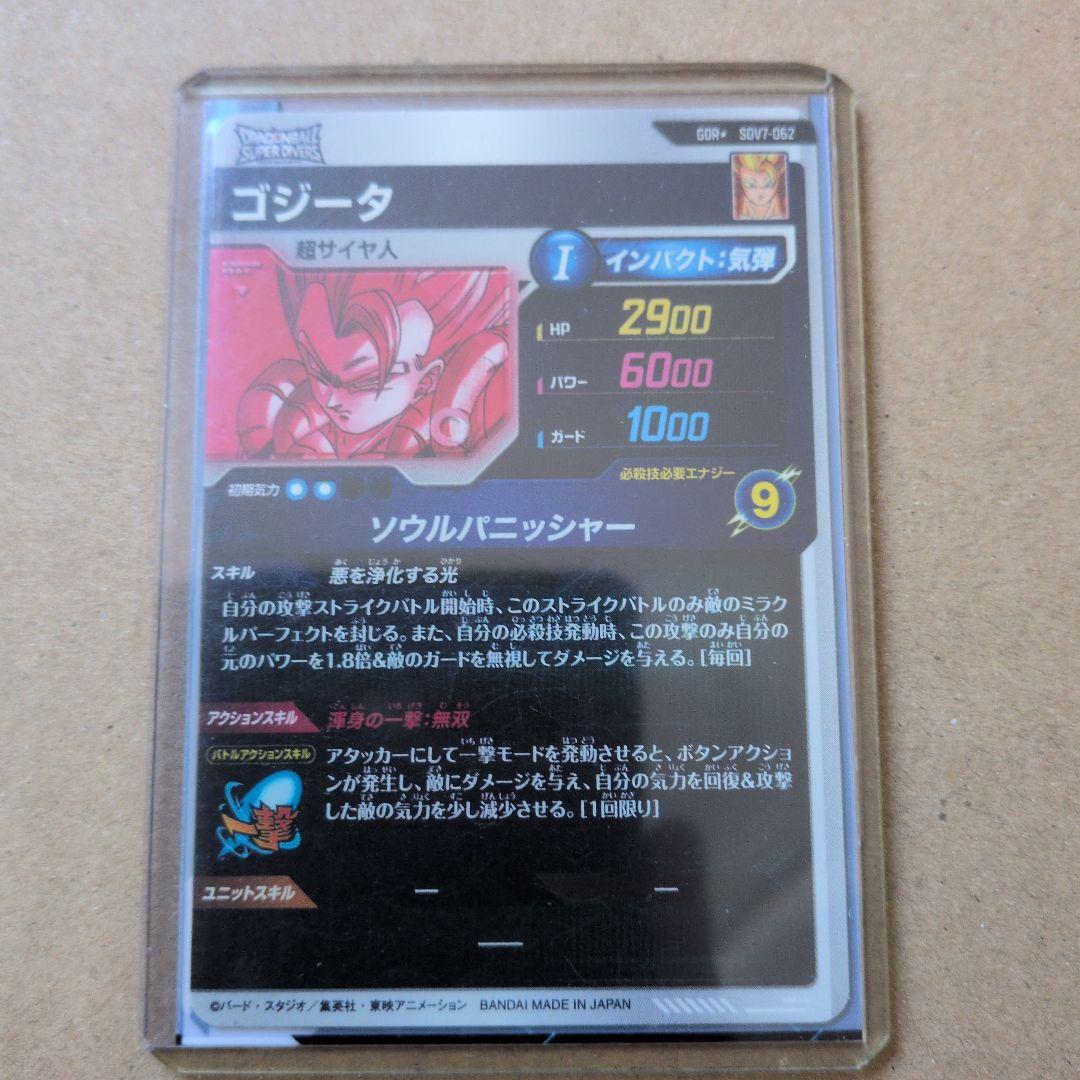 DRAGONBALL SUPER DIVERS
GDR★ SDV7-062
ゴジータ
超サイヤ人
I インパクト:気弾
HP 2900
パワー 6000
ガード 1000
初期気力
必殺技必要エナジー 9
ソウルパニッシャー
スキル 悪を浄化する光
自分の攻撃ストライクバトル開始時、このストライクバトルのみ敵のミラク
ルパーフェクトを封じる。また、自分の必殺技発動時、この攻撃のみ自分の
元のパワーを1.8倍&敵のガードを無視してダメージを与える。[毎回]
アクションスキル 渾身の一撃:無双
バトルアクションスキル
アタッカーにして一撃モードを発動させると、ボタンアクショ
ンが発生し、敵にダメージを与え、自分の気力を回復&攻撃
した敵の気力を少し減少させる。[1回限り]
一撃
ユニットスキル ー ー
ー
©バード・スタジオ/集英社・東映アニメーション BANDAI MADE IN JAPAN